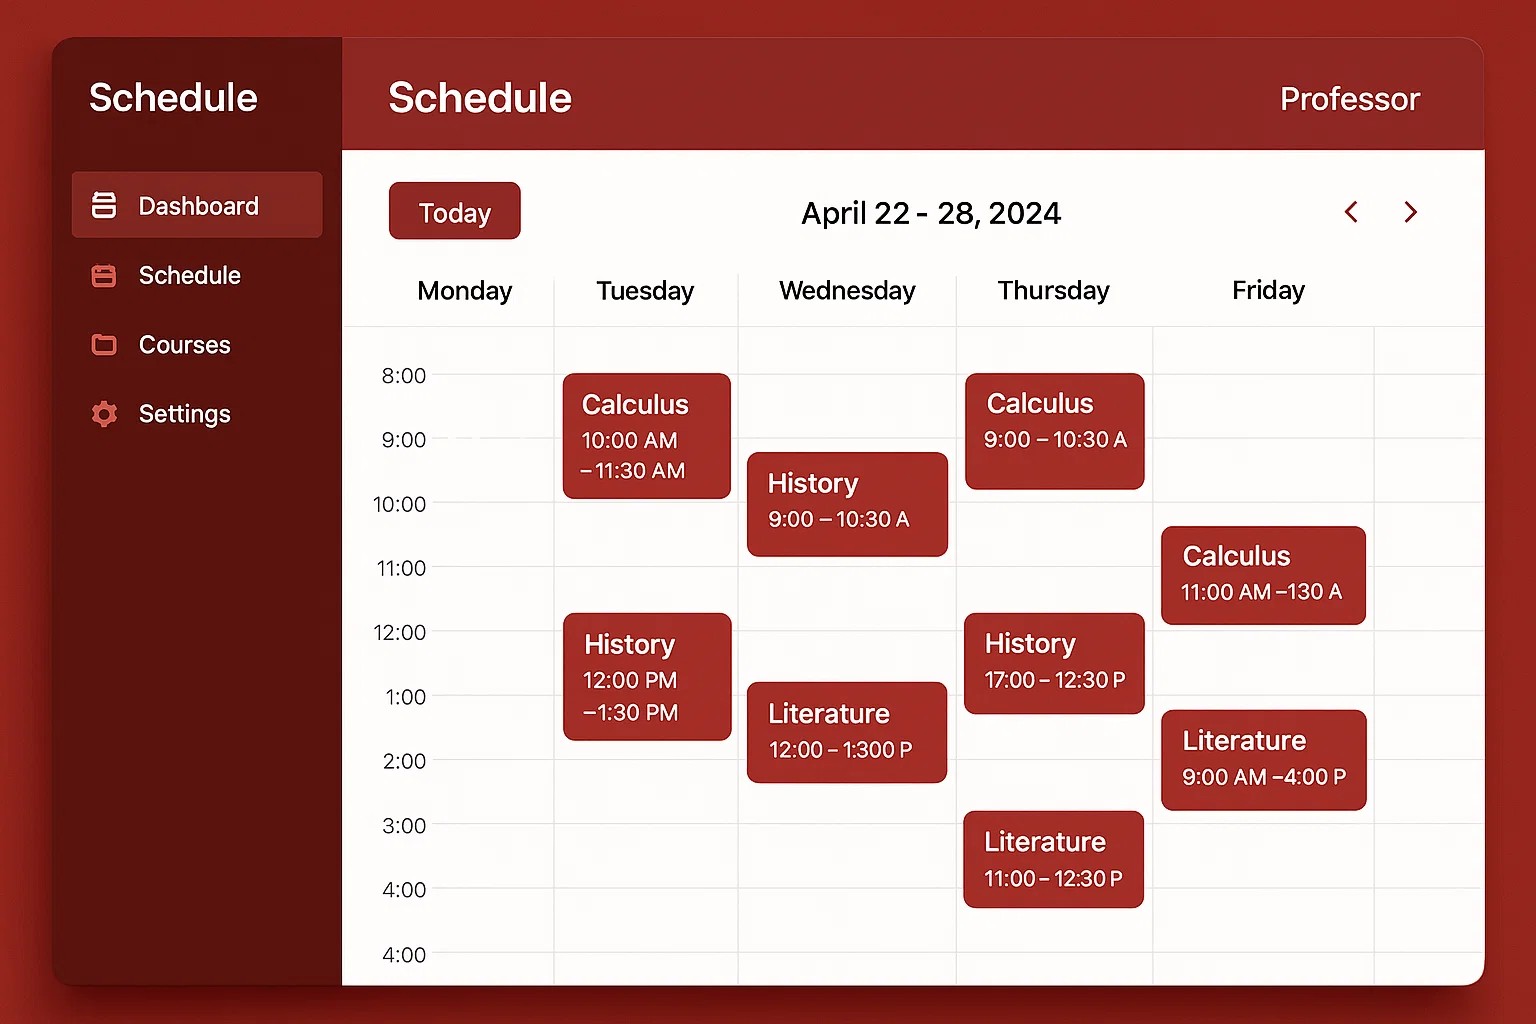 Schedule
Dashboard
Schedule
Courses
Settings
Schedule
Professor
Today
April 22 - 28, 2024
Monday
Tuesday
Wednesday
Thursday
Friday
8:00
9:00
10:00
11:00
12:00
1:00
2:00
3:00
4:00
4:00
Calculus
10:00 AM
–11:30 AM
History
12:00 PM
–1:30 PM
History
9:00 – 10:30 A
Literature
12:00 – 1:300 P
Calculus
9:00 – 10:30 A
History
17:00 – 12:30 P
Literature
11:00 – 12:30 P
Calculus
11:00 AM –130 A
Literature
9:00 AM –4:00 P